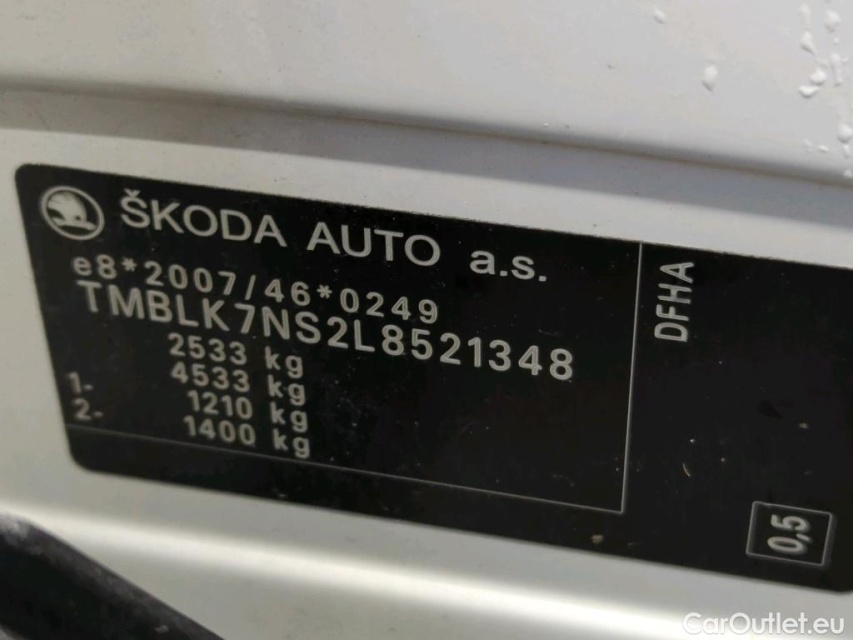 ŠKODA AUTO a.s.
e8*2007/46*0249
TMBLK7NS2L8521348
2533 kg
4533 kg
1- 1210 kg
2- 1400 kg
DFHA
0,5
CarOutlet.eu